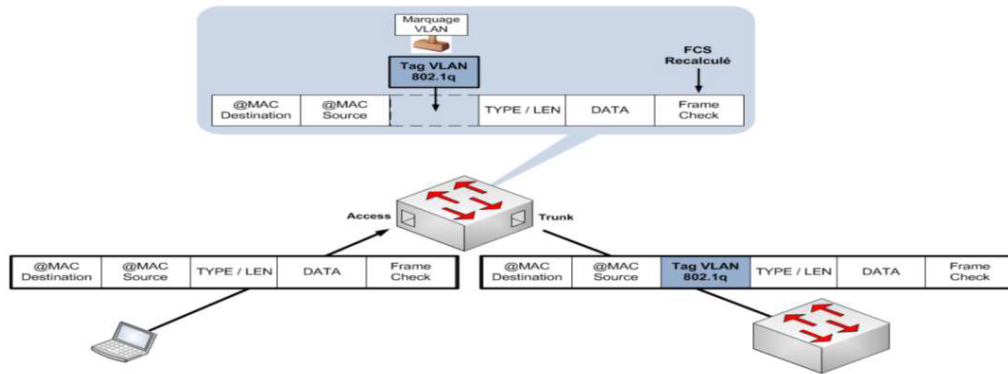 Marquage
VLAN
Tag VLAN
802.1q
FCS
Recalculé
@MAC
Destination
@MAC
Source
TYPE / LEN
DATA
Frame
Check
Access
Trunk
@MAC
Destination
@MAC
Source
TYPE / LEN
DATA
Frame
Check
@MAC
Destination
@MAC
Source
Tag VLAN
802.1q
TYPE / LEN
DATA
Frame
Check